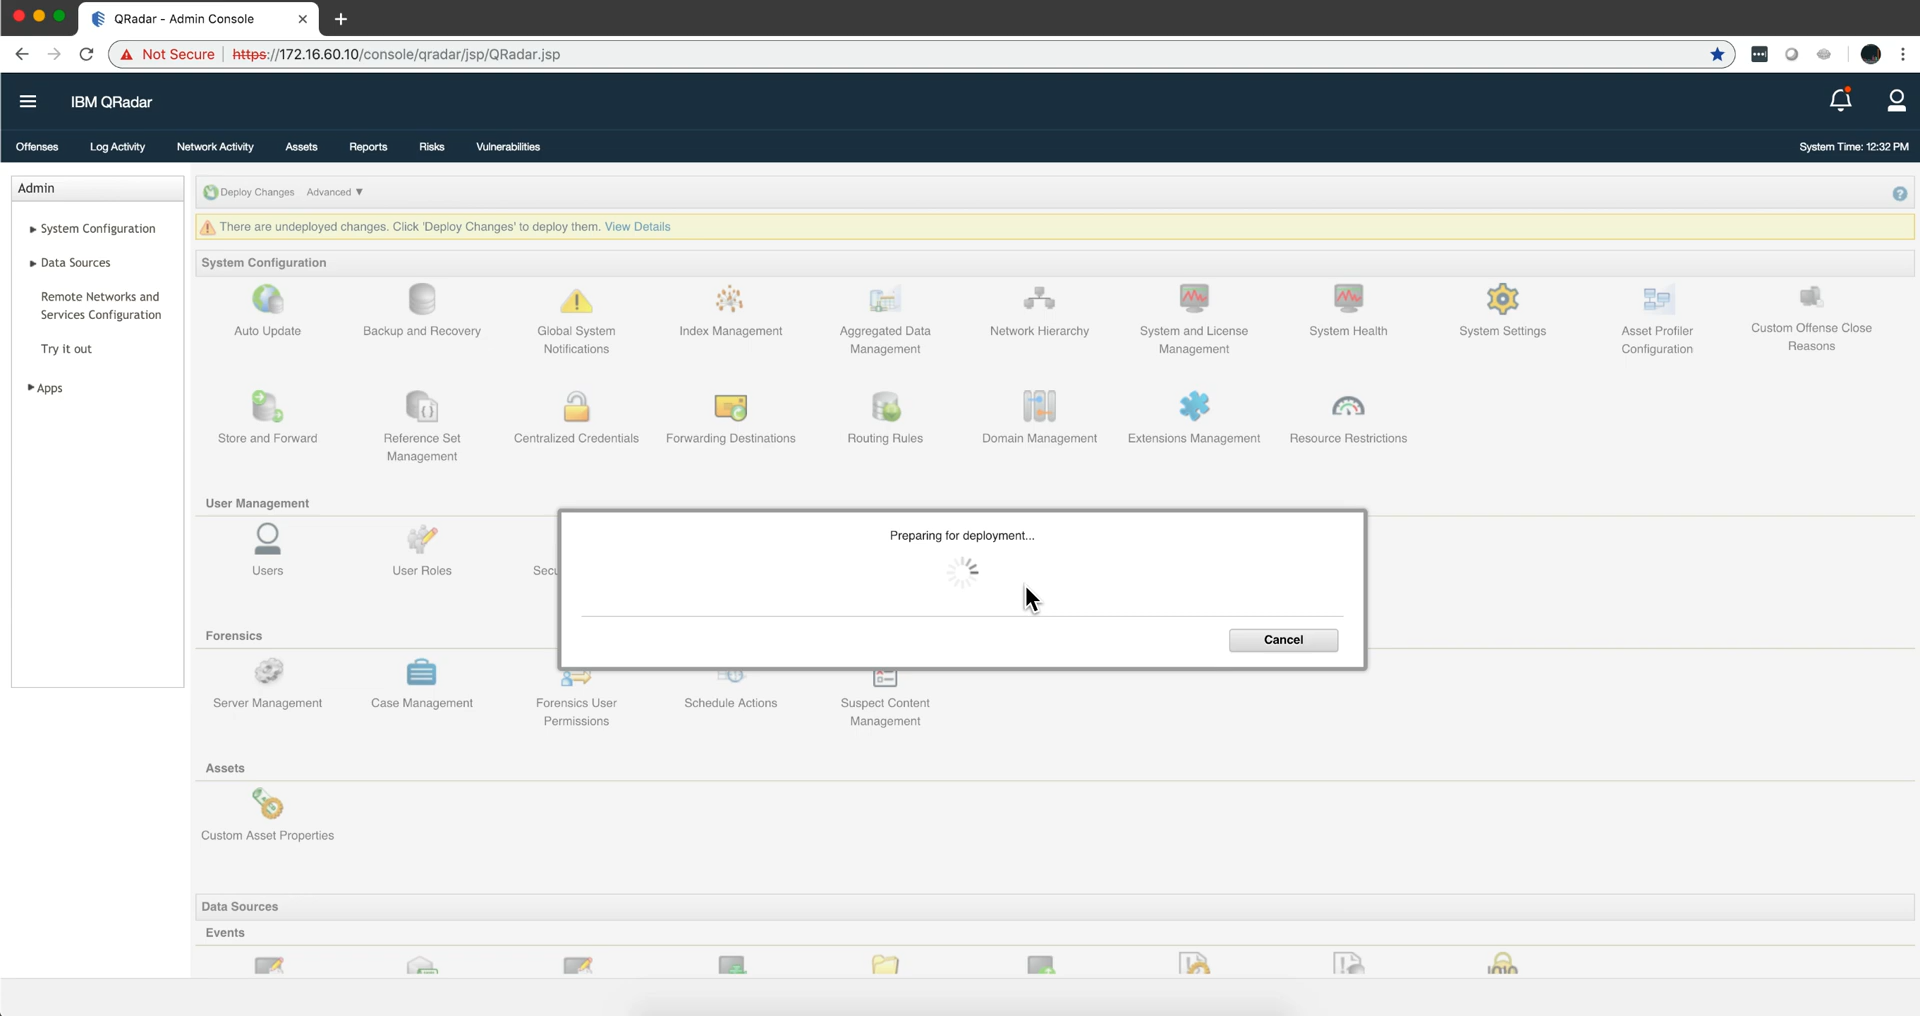 QRadar - Admin Console
Not Secure https://172.16.60.10/console/qradar/jsp/QRadar.jsp
IBM QRadar
Offenses Log Activity Network Activity Assets Reports Risks Vulnerabilities System Time: 12:32 PM
Admin
System Configuration
Data Sources
Remote Networks and
Services Configuration
Try it out
Apps
Deploy Changes Advanced ▼
There are undeployed changes. Click 'Deploy Changes' to deploy them. View Details
System Configuration
Auto Update
Backup and Recovery
Global System
Notifications
Index Management
Aggregated Data
Management
Network Hierarchy
System and License
Management
System Health
System Settings
Asset Profiler
Configuration
Custom Offense Close
Reasons
Store and Forward
Reference Set
Management
Centralized Credentials
Forwarding Destinations
Routing Rules
Domain Management
Extensions Management
Resource Restrictions
User Management
Users
User Roles
Secu
Preparing for deployment...
Cancel
Forensics
Server Management
Case Management
Forensics User
Permissions
Schedule Actions
Suspect Content
Management
Assets
Custom Asset Properties
Data Sources
Events